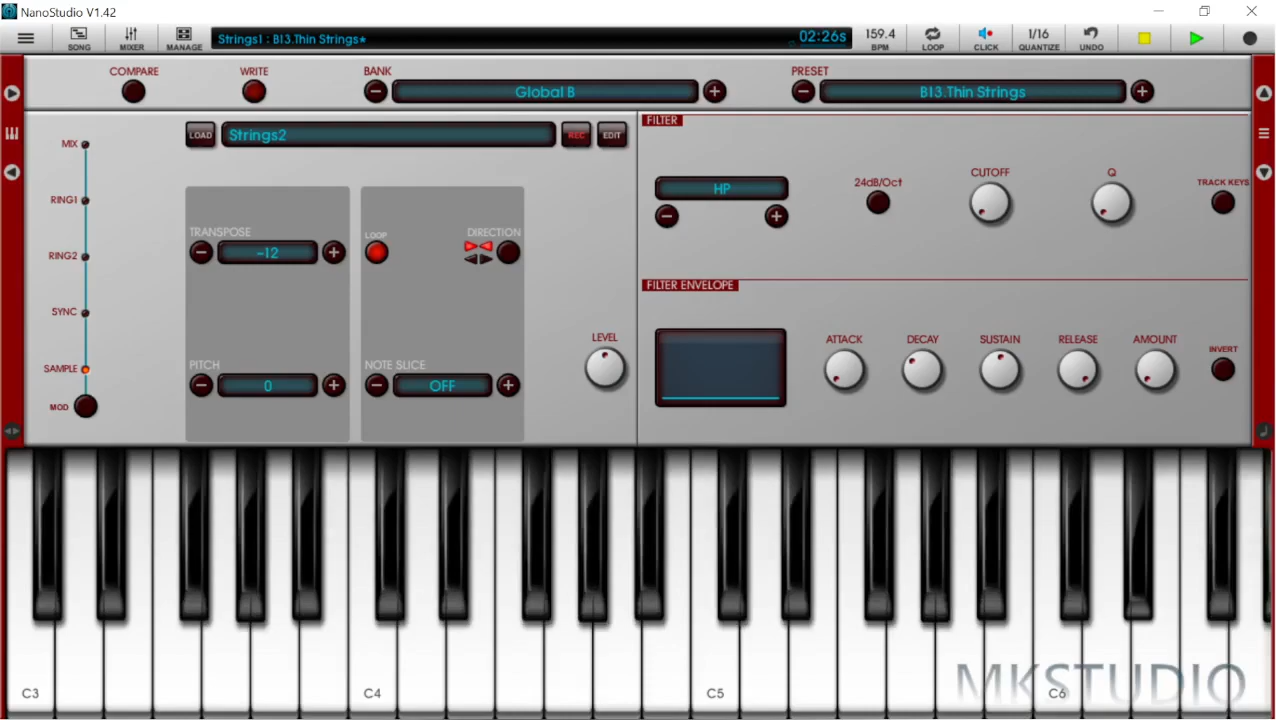 NanoStudio V1.42
SONG MIXER MANAGE Strings1 : B13.Thin Strings* 02:26s 159.4 BPM LOOP CLICK 1/16 QUANTIZE UNDO
COMPARE WRITE BANK PRESET
Global B B13.Thin Strings
FILTER
LOAD Strings2 REC EDIT
MIX
RING1
RING2
SYNC
SAMPLE
MOD
TRANSPOSE
-12
LOOP
DIRECTION
PITCH
0
NOTE SLICE
OFF
LEVEL
HP
24dB/Oct
CUTOFF
Q
TRACK KEYS
FILTER ENVELOPE
ATTACK DECAY SUSTAIN RELEASE AMOUNT INVERT
C3 C4 C5 C6
MKSTUDIO